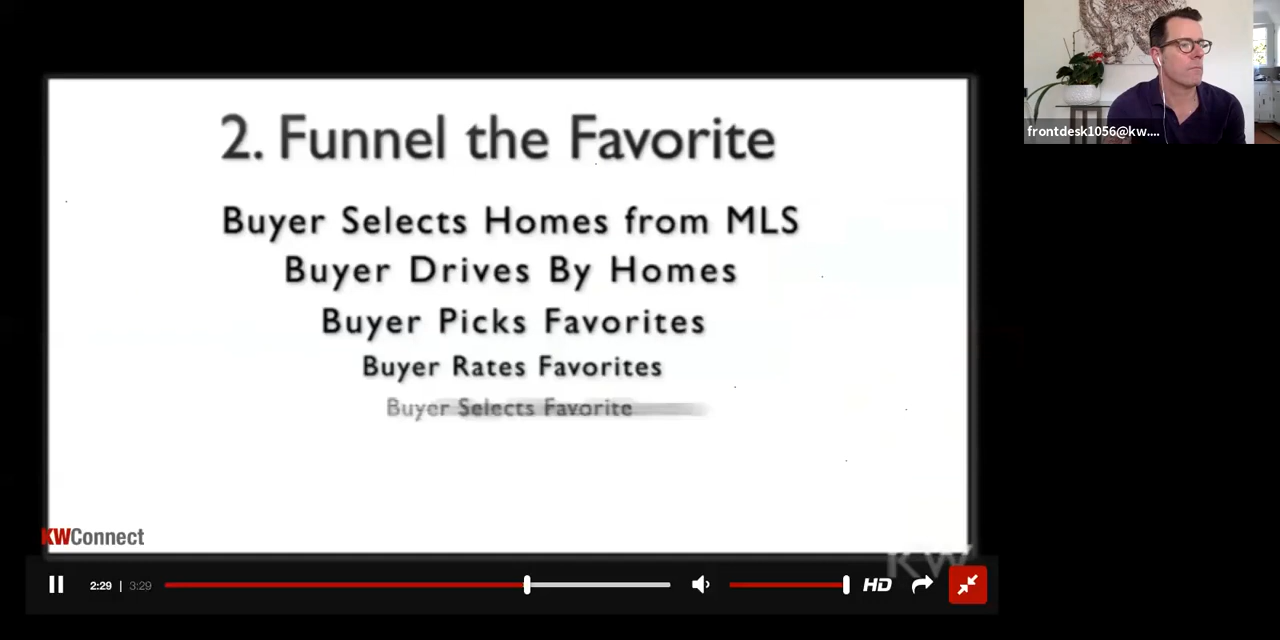 2. Funnel the Favorite
Buyer Selects Homes from MLS
Buyer Drives By Homes
Buyer Picks Favorites
Buyer Rates Favorites
Buyer Selects Favorite
KWConnect
KW
2:29 | 3:29
HD
frontdesk1056@kw....